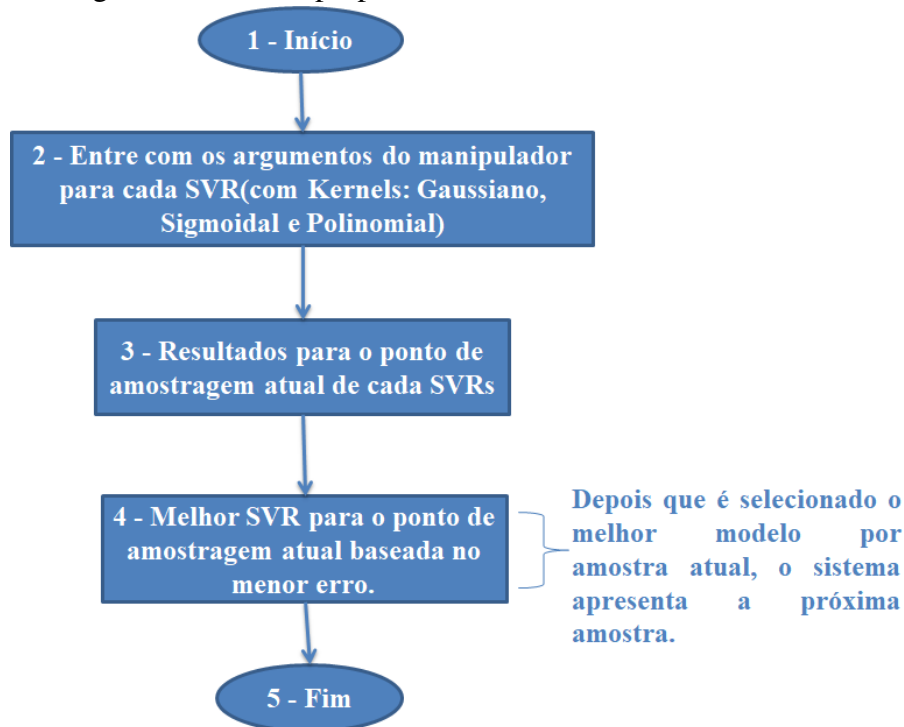 1 - Início
2 - Entre com os argumentos do manipulador
para cada SVR(com Kernels: Gaussiano,
Sigmoidal e Polinomial)
3 - Resultados para o ponto de
amostragem atual de cada SVRs
4 - Melhor SVR para o ponto de
amostragem atual baseada no
menor erro.
Depois que é selecionado o
melhor modelo por
amostra atual, o sistema
apresenta a próxima
amostra.
5 - Fim